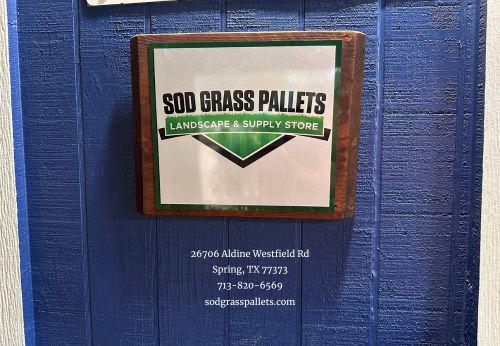 SOD GRASS PALLETS
LANDSCAPE & SUPPLY STORE
26706 Aldine Westfield Rd
Spring, TX 77373
713-820-6569
sodgrasspallets.com